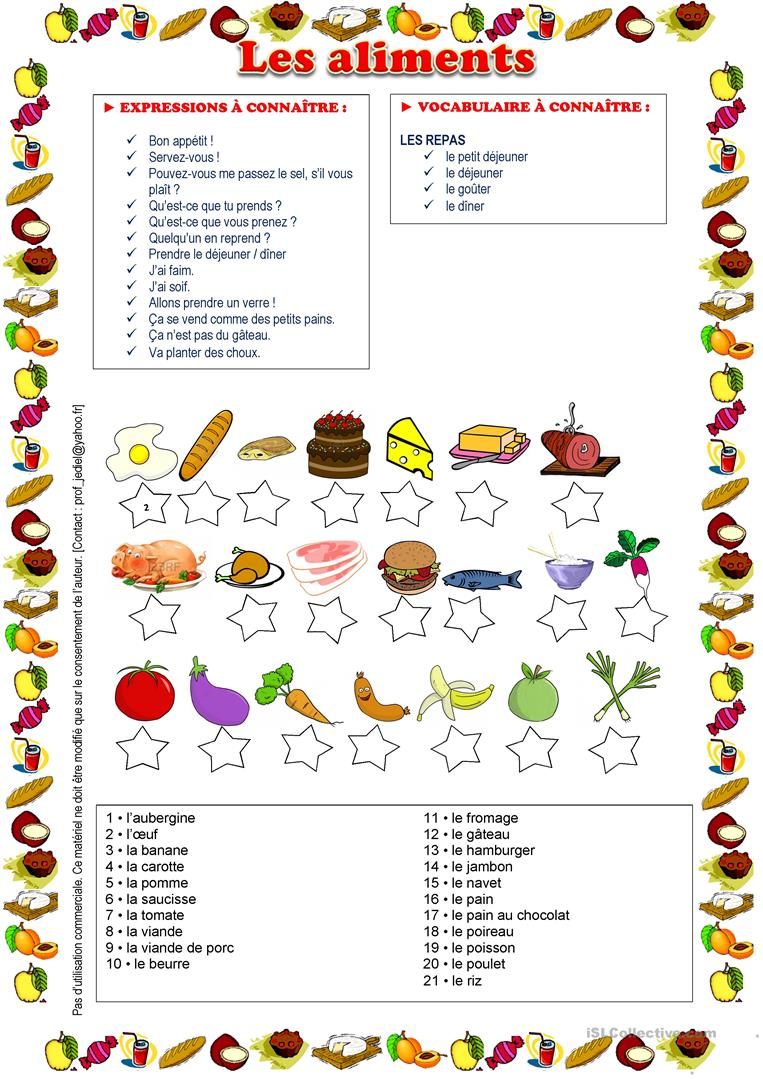 Les aliments
► EXPRESSIONS À CONNAÎTRE :
Bon appétit !
Servez-vous !
Pouvez-vous me passez le sel, s'il vous
plaît ?
Qu'est-ce que tu prends ?
Qu'est-ce que vous prenez ?
Quelqu'un en reprend ?
Prendre le déjeuner / dîner
J'ai faim.
J'ai soif.
Allons prendre un verre !
Ça se vend comme des petits pains.
Ça n'est pas du gâteau.
Va planter des choux.
► VOCABULAIRE À CONNAÎTRE :
LES REPAS
le petit déjeuner
le déjeuner
le goûter
le dîner
Pas d'utilisation commerciale. Ce matériel ne doit être modifié que sur le consentement de l'auteur. [Contact : prof_jediel@yahoo.fr]
2
123RF
1 • l'aubergine
2 • l'œuf
3 • la banane
4 • la carotte
5 • la pomme
6 • la saucisse
7 • la tomate
8 • la viande
9 • la viande de porc
10 • le beurre
11 • le fromage
12 • le gâteau
13 • le hamburger
14 • le jambon
15 • le navet
16 • le pain
17 • le pain au chocolat
18 • le poireau
19 • le poisson
20 • le poulet
21 • le riz
iSLCollective.com